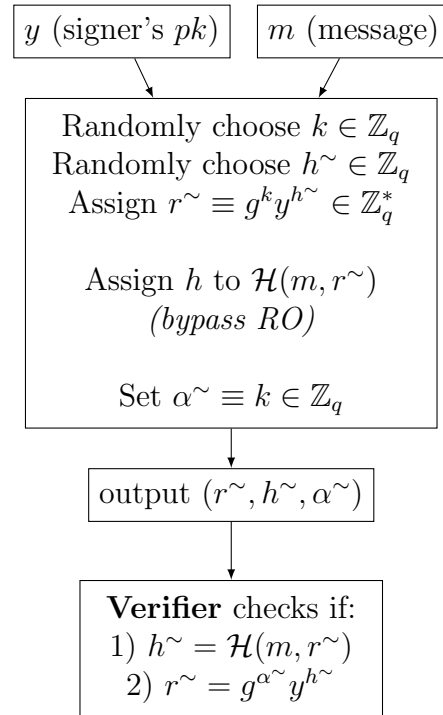 y (signer's pk)
m (message)
Randomly choose k ∈ ℤ_q
Randomly choose h^∼ ∈ ℤ_q
Assign r^∼ ≡ g^k y^{h^∼} ∈ ℤ_q^*
Assign h to ℋ(m, r^∼)
(bypass RO)
Set α^∼ ≡ k ∈ ℤ_q
output (r^∼, h^∼, α^∼)
Verifier checks if:
1) h^∼ = ℋ(m, r^∼)
2) r^∼ = g^{α^∼} y^{h^∼}